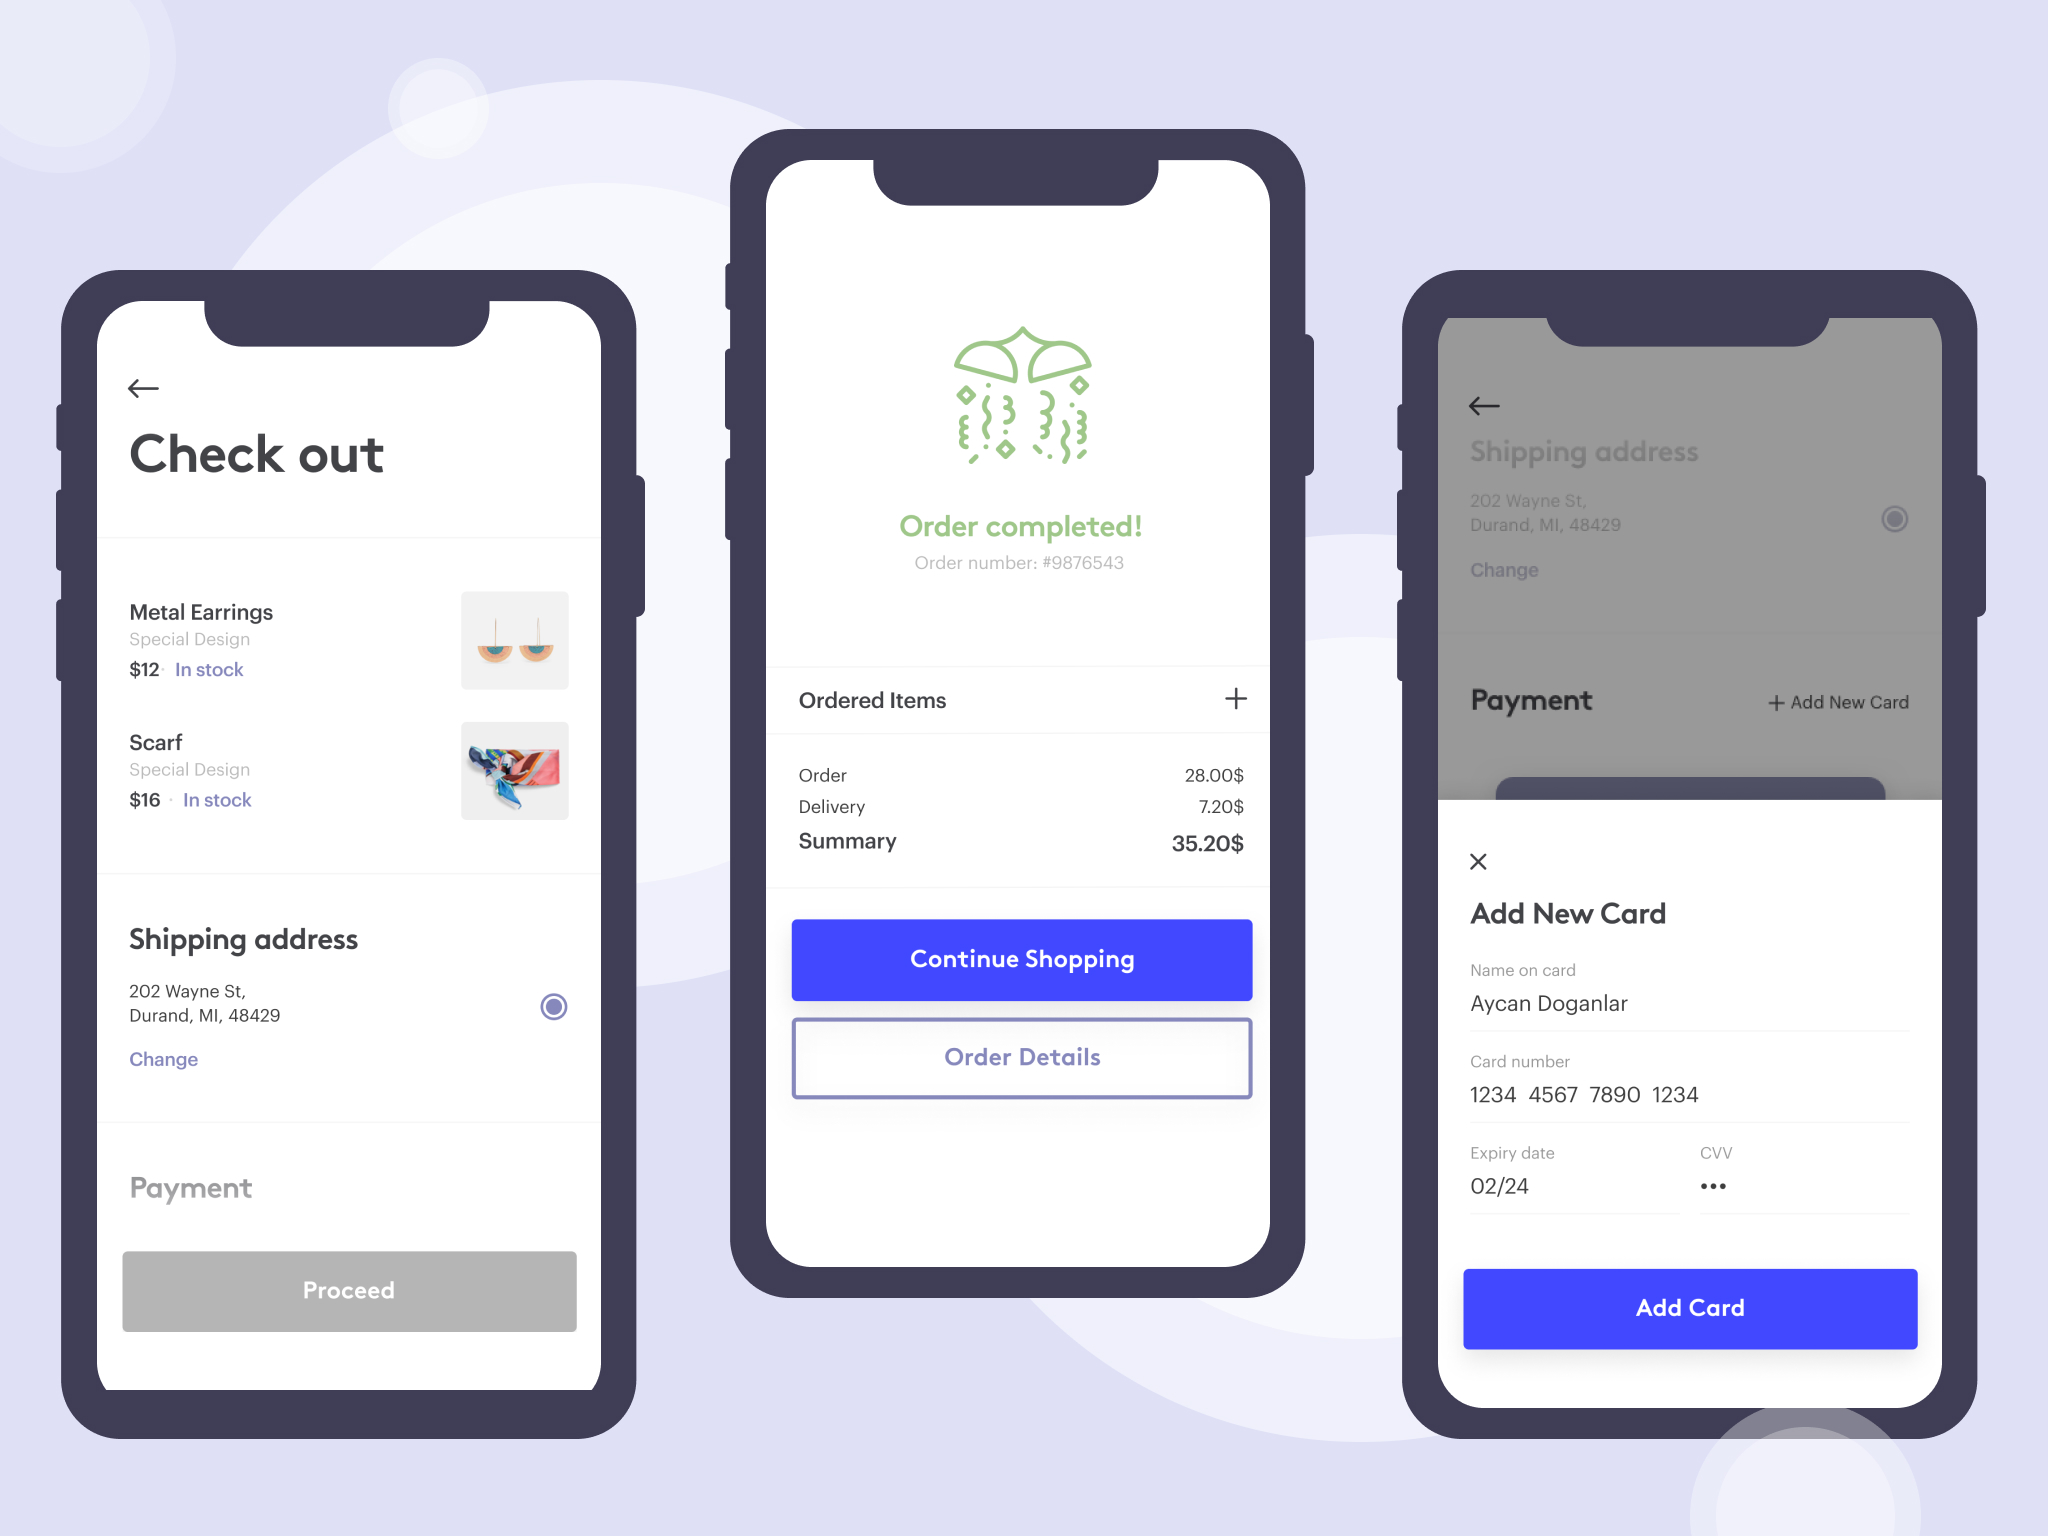 Check out
Metal Earrings
Special Design
$12 · In stock
Scarf
Special Design
$16 · In stock
Shipping address
202 Wayne St,
Durand, MI, 48429
Change
Payment
Proceed
Order completed!
Order number: #9876543
Ordered Items
Order 28.00$
Delivery 7.20$
Summary 35.20$
Continue Shopping
Order Details
Shipping address
202 Wayne St,
Durand, MI, 48429
Change
Payment + Add New Card
Add New Card
Name on card
Aycan Doganlar
Card number
1234 4567 7890 1234
Expiry date CVV
02/24 •••
Add Card